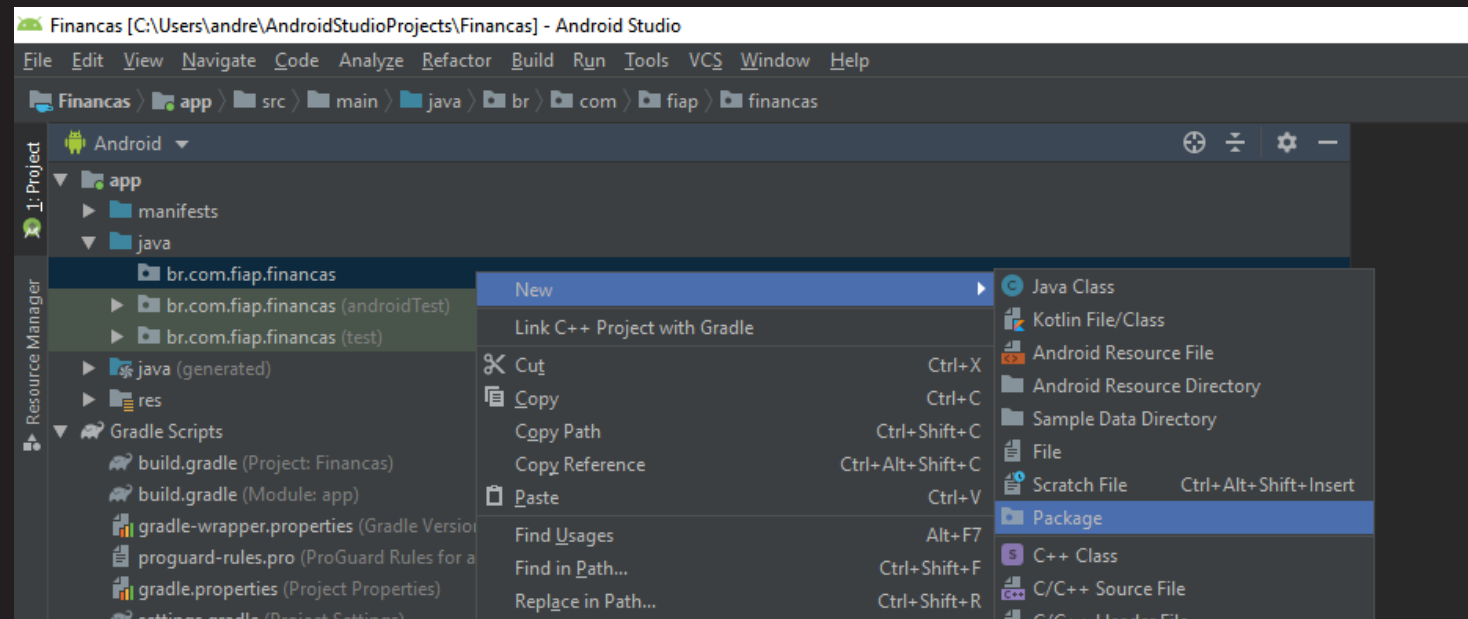 Financas [C:\Users\andre\AndroidStudioProjects\Financas] - Android Studio
File Edit View Navigate Code Analyze Refactor Build Run Tools VCS Window Help
Financas app src main java br com fiap financas
1: Project
Resource Manager
Android
app
manifests
java
br.com.fiap.financas
br.com.fiap.financas (androidTest)
br.com.fiap.financas (test)
java (generated)
res
Gradle Scripts
build.gradle (Project: Financas)
build.gradle (Module: app)
gradle-wrapper.properties (Gradle Version
proguard-rules.pro (ProGuard Rules for a
gradle.properties (Project Properties)
settings.gradle (Project Settings)
New
Link C++ Project with Gradle
Cut Ctrl+X
Copy Ctrl+C
Copy Path Ctrl+Shift+C
Copy Reference Ctrl+Alt+Shift+C
Paste Ctrl+V
Find Usages Alt+F7
Find in Path... Ctrl+Shift+F
Replace in Path... Ctrl+Shift+R
Java Class
Kotlin File/Class
Android Resource File
Android Resource Directory
Sample Data Directory
File
Scratch File Ctrl+Alt+Shift+Insert
Package
C++ Class
C/C++ Source File
C/C++ Header File